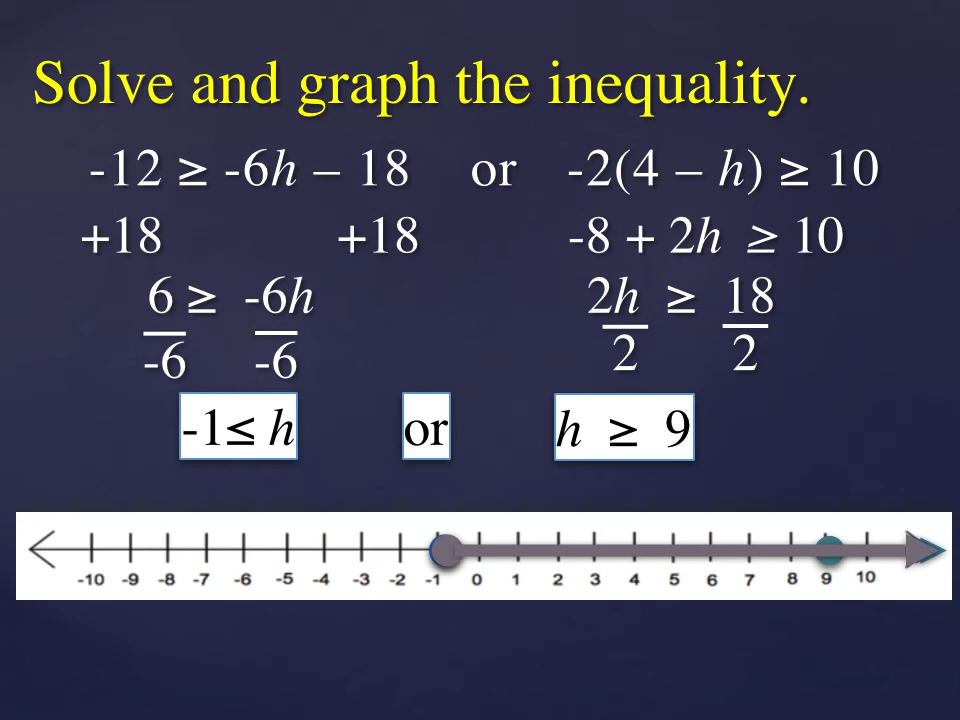 Solve and graph the inequality.
-12 ≥ -6h – 18 or -2(4 – h) ≥ 10
+18 +18 -8 + 2h ≥ 10
6 ≥ -6h 2h ≥ 18
-6 -6 2 2
-1≤ h or h ≥ 9
-10 -9 -8 -7 -6 -5 -4 -3 -2 -1 0 1 2 3 4 5 6 7 8 9 10